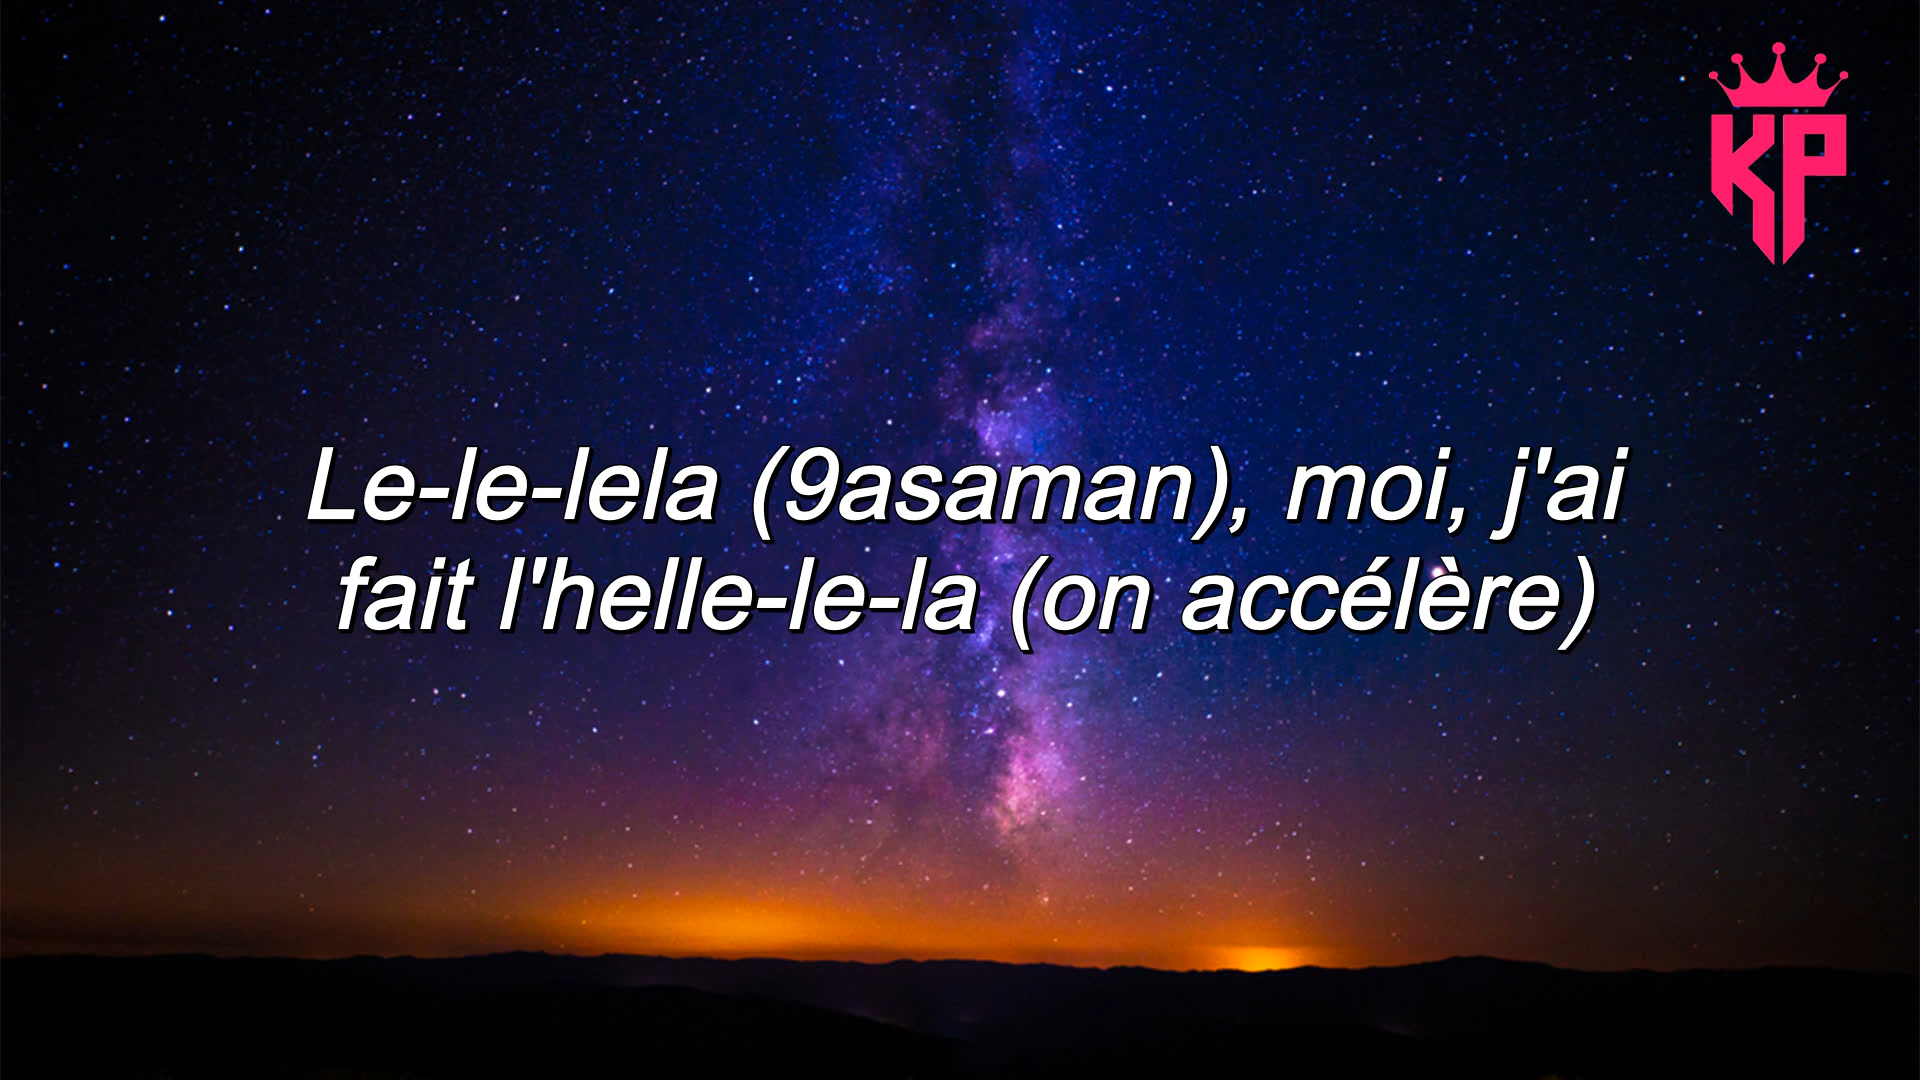 KP
Le-le-lela (9asaman), moi, j'ai
fait l'helle-le-la (on accélère)